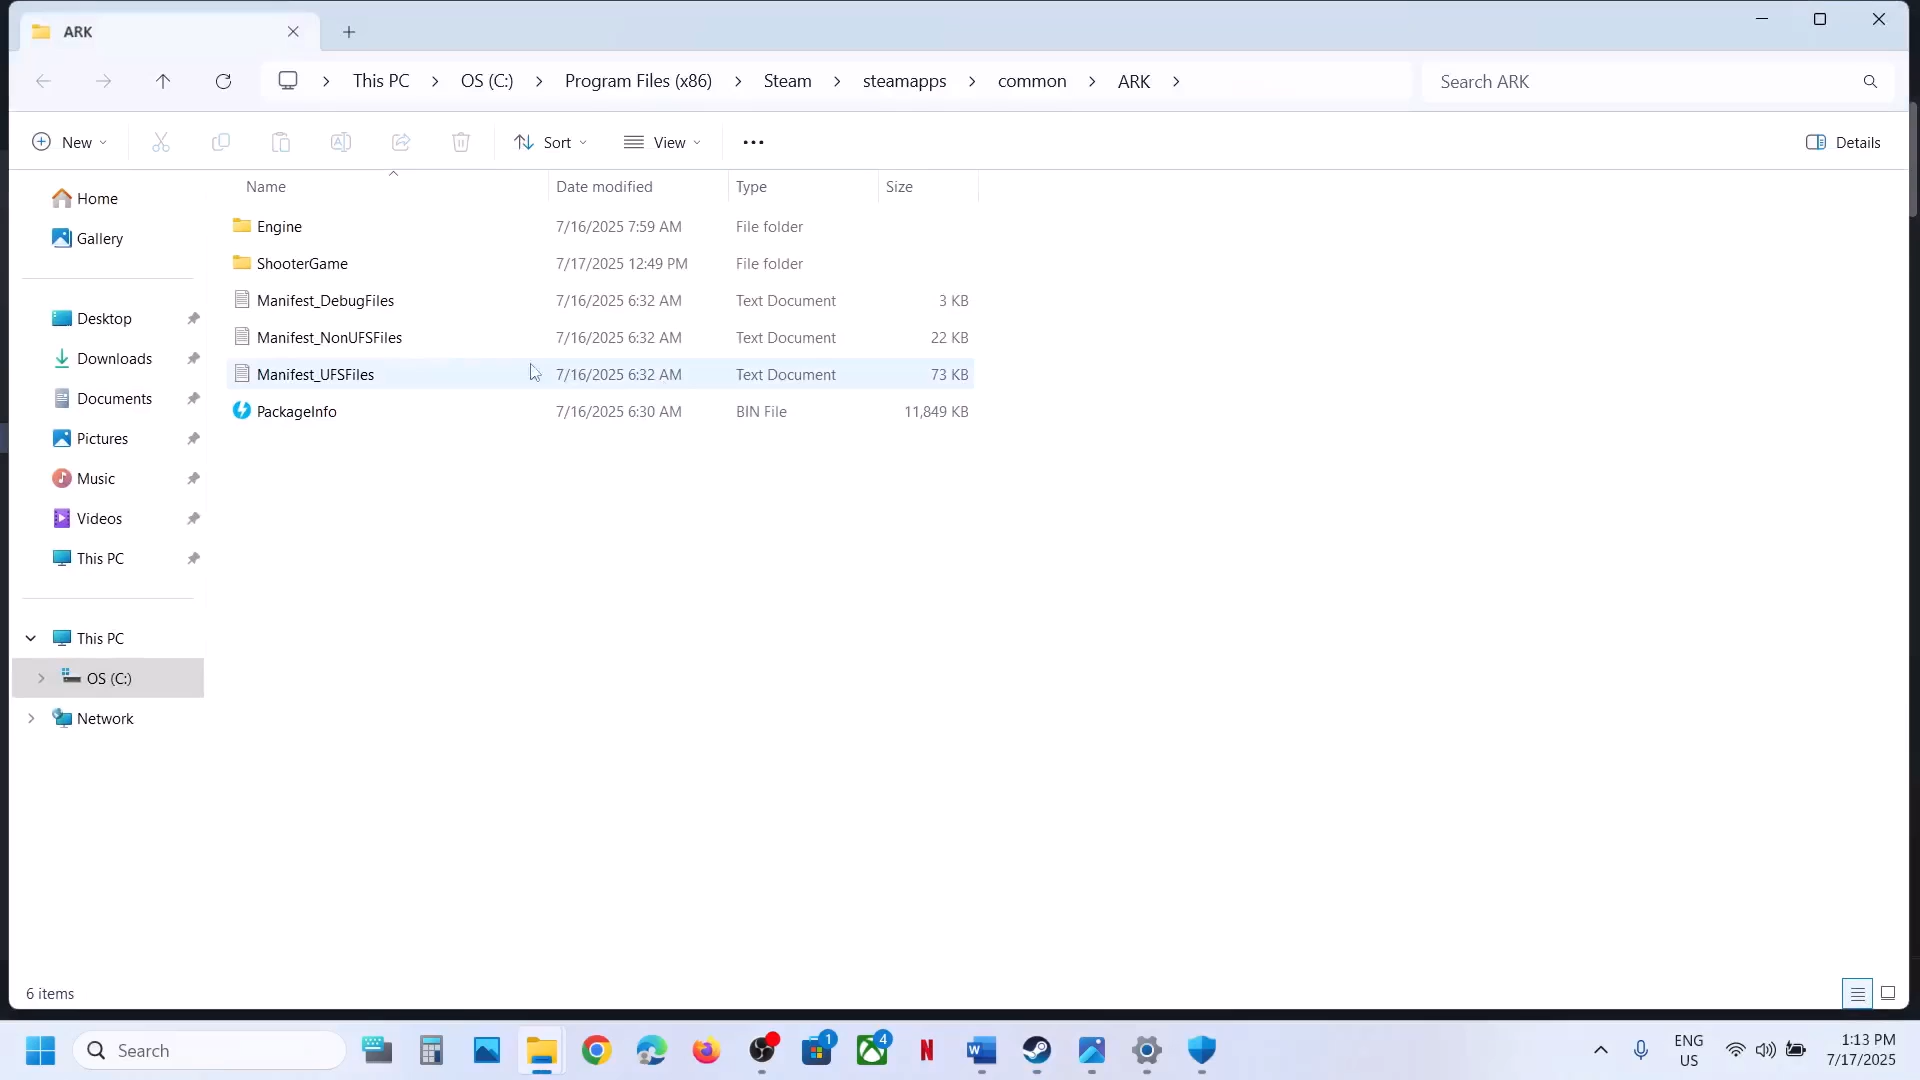 ARK
This PC > OS (C:) > Program Files (x86) > Steam > steamapps > common > ARK >
Search ARK
New
Sort
View
Details
Name Date modified Type Size
Engine 7/16/2025 7:59 AM File folder
ShooterGame 7/17/2025 12:49 PM File folder
Manifest_DebugFiles 7/16/2025 6:32 AM Text Document 3 KB
Manifest_NonUFSFiles 7/16/2025 6:32 AM Text Document 22 KB
Manifest_UFSFiles 7/16/2025 6:32 AM Text Document 73 KB
PackageInfo 7/16/2025 6:30 AM BIN File 11,849 KB
Home
Gallery
Desktop
Downloads
Documents
Pictures
Music
Videos
This PC
This PC
OS (C:)
Network
6 items
Search
1
4
N
W
ENG
US
1:13 PM
7/17/2025